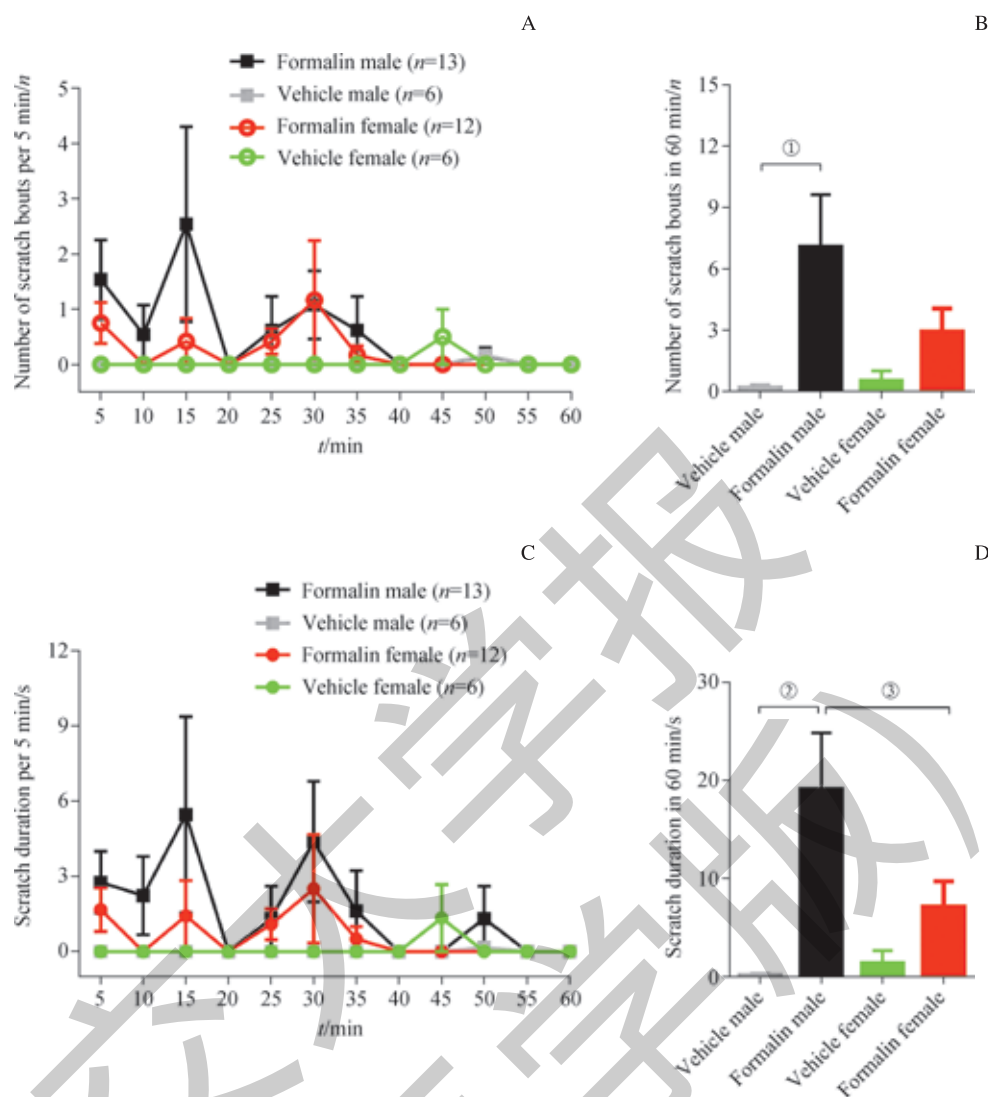 A
Formalin male (n=13)
Vehicle male (n=6)
Formalin female (n=12)
Vehicle female (n=6)
Number of scratch bouts per 5 min/n
5
4
3
2
1
0
5 10 15 20 25 30 35 40 45 50 55 60
t/min
B
Number of scratch bouts in 60 min/n
15
12
9
6
3
0
①
Vehicle male
Formalin male
Vehicle female
Formalin female
C
Formalin male (n=13)
Vehicle male (n=6)
Formalin female (n=12)
Vehicle female (n=6)
Scratch duration per 5 min/s
12
9
6
3
0
5 10 15 20 25 30 35 40 45 50 55 60
t/min
D
Scratch duration in 60 min/s
30
20
10
0
② ③
Vehicle male
Formalin male
Vehicle female
Formalin female
交大学报
学版)